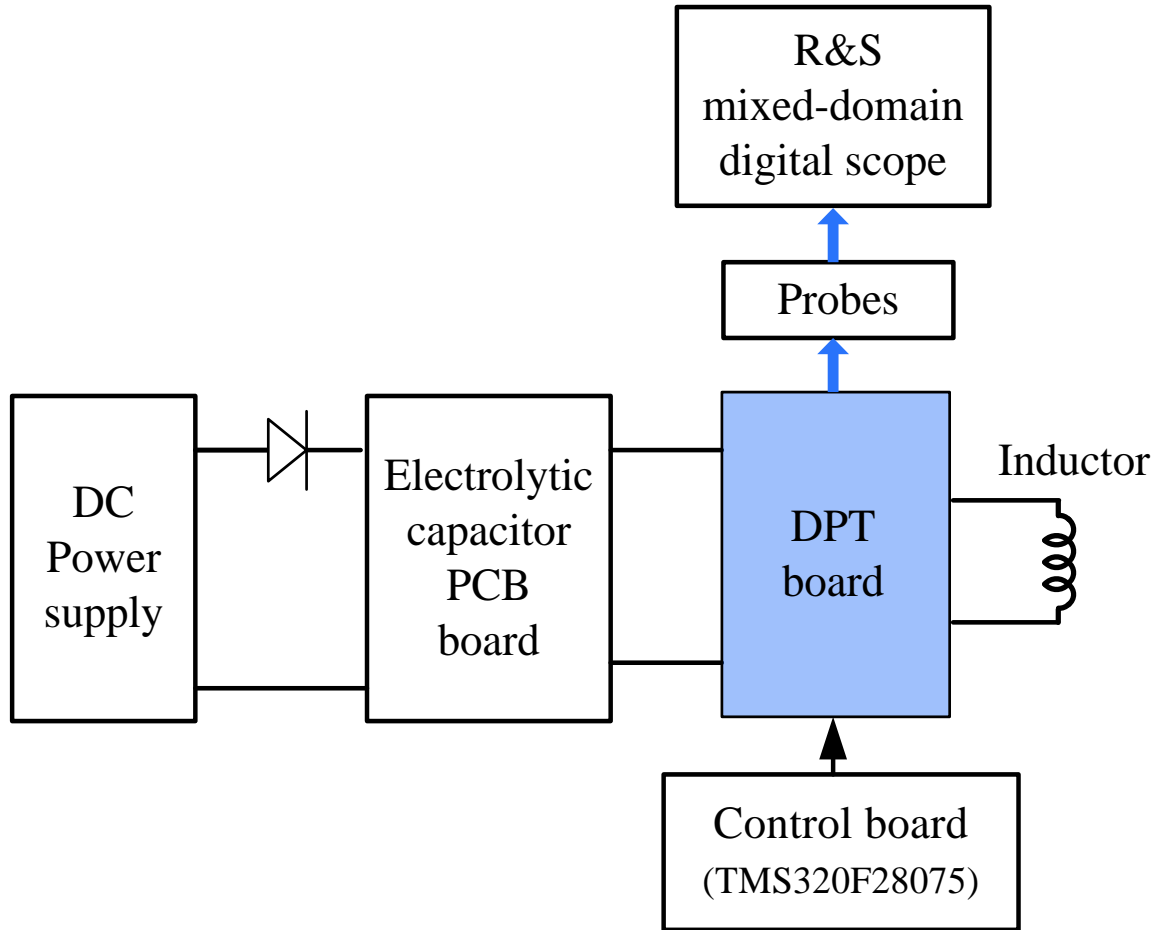 R&S
mixed-domain
digital scope
Probes
DC
Power
supply
Electrolytic
capacitor
PCB
board
DPT
board
Inductor
Control board
(TMS320F28075)